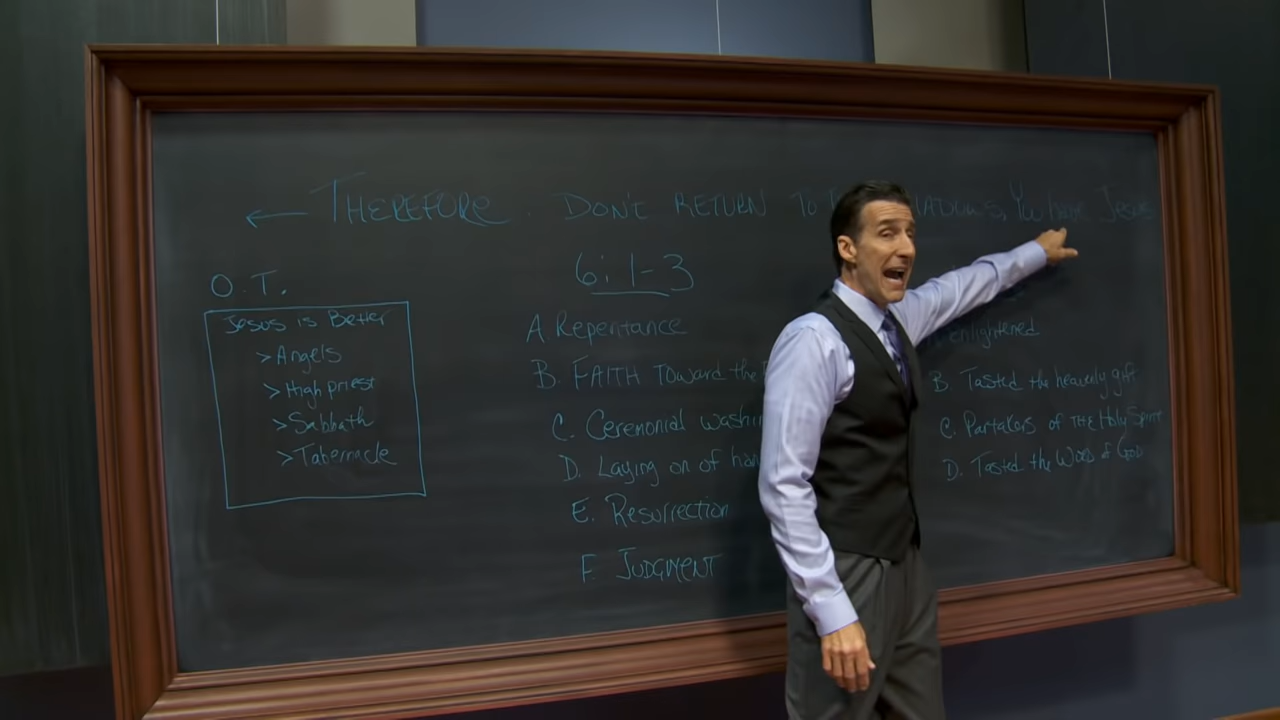 ← THEREFORE. DON'T RETURN TO You have Jesus
O.T.
Jesus is Better
>Angels
>High priest
>Sabbath
>Tabernacle
6:1-3
A. Repentance
B. FAITH Toward the
C. Ceremonial
D. Laying on of
E. Resurrection
F. JUDGMENT
enlightened
B. Tasted the heavenly gift
C. Partakers of THE Holy Spirit
D. Tasted the Word of God